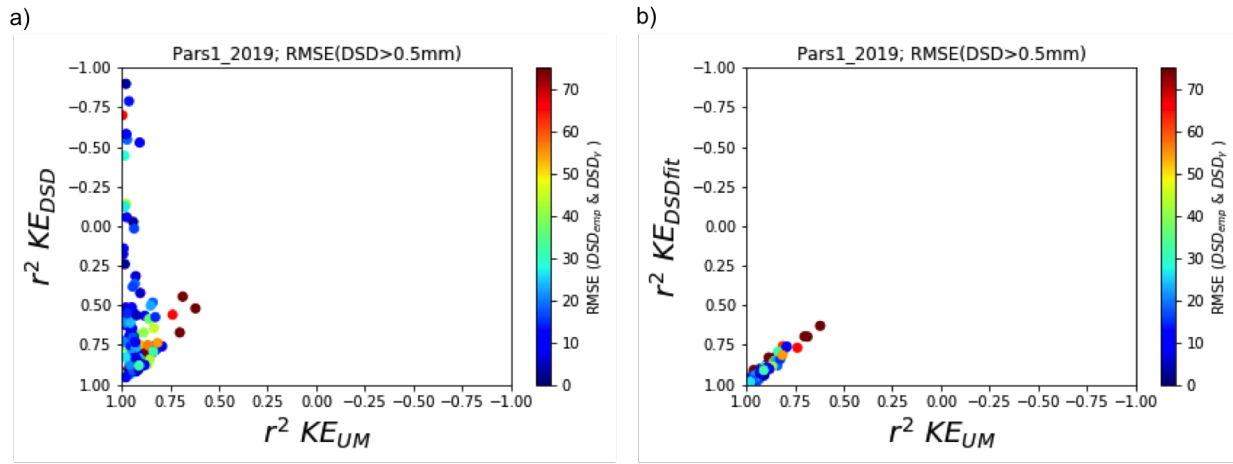 a)
Pars1_2019; RMSE(DSD>0.5mm)
−1.00
−0.75
−0.50
−0.25
0.00
0.25
0.50
0.75
1.00
r² KE_DSD
1.00 0.75 0.50 0.25 0.00 −0.25 −0.50 −0.75 −1.00
r² KE_UM
70
60
50
40
30
20
10
0
RMSE (DSD_emp & DSD_γ)
b)
Pars1_2019; RMSE(DSD>0.5mm)
−1.00
−0.75
−0.50
−0.25
0.00
0.25
0.50
0.75
1.00
r² KE_DSDfit
1.00 0.75 0.50 0.25 0.00 −0.25 −0.50 −0.75 −1.00
r² KE_UM
70
60
50
40
30
20
10
0
RMSE (DSD_emp & DSD_γ)